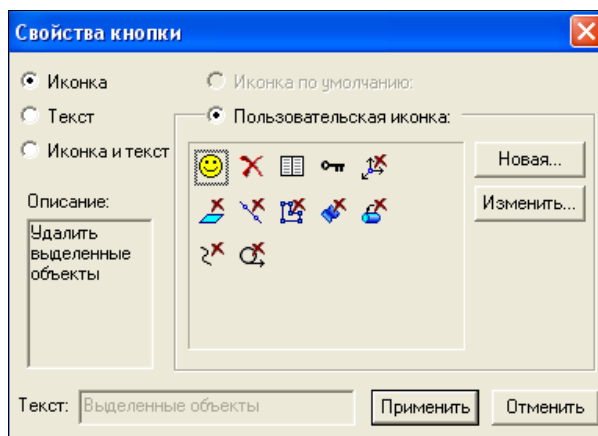 Свойства кнопки
Иконка
Иконка по умолчанию:
Текст
Пользовательская иконка:
Иконка и текст
Новая...
Изменить...
Описание:
Удалить
выделенные
объекты
Текст: Выделенные объекты
Применить
Отменить